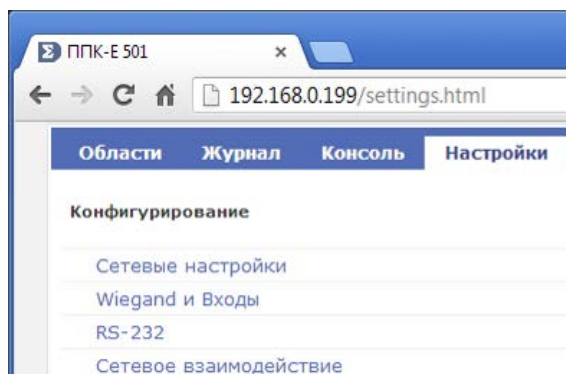 ППК-Е 501
192.168.0.199/settings.html
Области Журнал Консоль Настройки
Конфигурирование
Сетевые настройки
Wiegand и Входы
RS-232
Сетевое взаимодействие